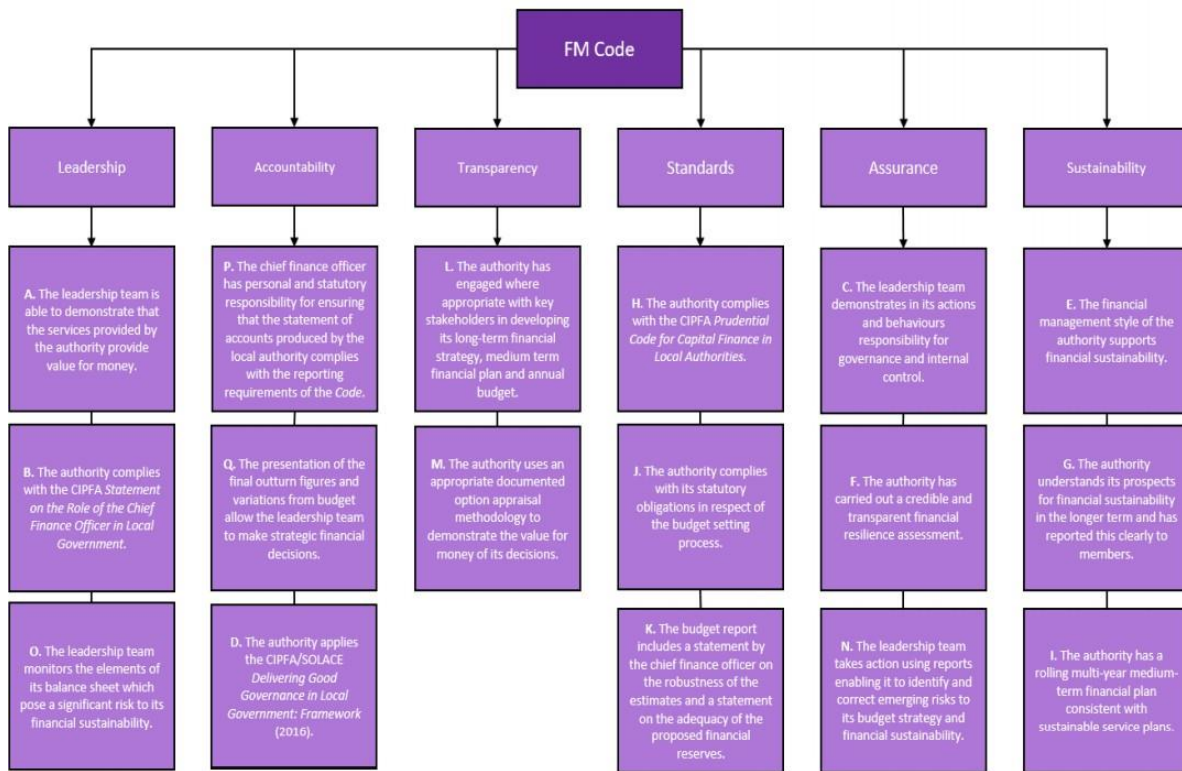 FM Code
Leadership
Accountability
Transparency
Standards
Assurance
Sustainability
A. The leadership team is
able to demonstrate that
the services provided by
the authority provide
value for money.
P. The chief finance officer
has personal and statutory
responsibility for ensuring
that the statement of
accounts produced by the
local authority complies
with the reporting
requirements of the Code.
L. The authority has
engaged where
appropriate with key
stakeholders in developing
its long-term financial
strategy, medium term
financial plan and annual
budget.
H. The authority complies
with the CIPFA Prudential
Code for Capital Finance in
Local Authorities.
C. The leadership team
demonstrates in its actions
and behaviours
responsibility for
governance and internal
control.
E. The financial
management style of the
authority supports
financial sustainability.
B. The authority complies
with the CIPFA Statement
on the Role of the Chief
Finance Officer in Local
Government.
Q. The presentation of the
final outturn figures and
variations from budget
allow the leadership team
to make strategic financial
decisions.
M. The authority uses an
appropriate documented
option appraisal
methodology to
demonstrate the value for
money of its decisions.
J. The authority complies
with its statutory
obligations in respect of
the budget setting
process.
F. The authority has
carried out a credible and
transparent financial
resilience assessment.
G. The authority
understands its prospects
for financial sustainability
in the longer term and has
reported this clearly to
members.
O. The leadership team
monitors the elements of
its balance sheet which
pose a significant risk to its
financial sustainability.
D. The authority applies
the CIPFA/SOLACE
Delivering Good
Governance in Local
Government: Framework
(2016).
K. The budget report
includes a statement by
the chief finance officer on
the robustness of the
estimates and a statement
on the adequacy of the
proposed financial
reserves.
N. The leadership team
takes action using reports
enabling it to identify and
correct emerging risks to
its budget strategy and
financial sustainability.
I. The authority has a
rolling multi-year medium-
term financial plan
consistent with
sustainable service plans.